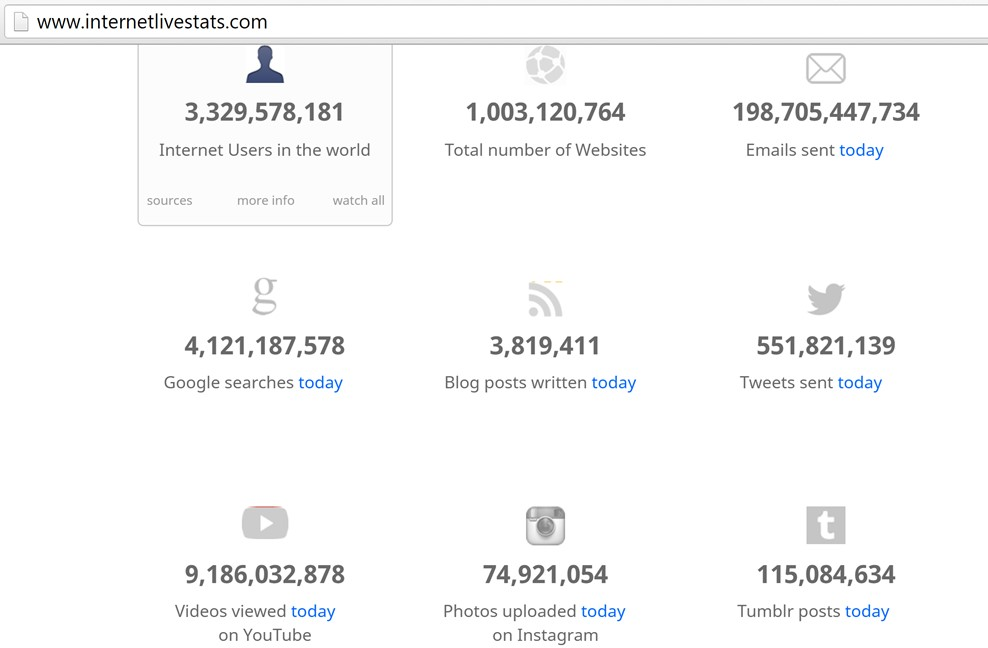 www.internetlivestats.com
3,329,578,181
Internet Users in the world
sources more info watch all
1,003,120,764
Total number of Websites
198,705,447,734
Emails sent today
g
4,121,187,578
Google searches today
3,819,411
Blog posts written today
551,821,139
Tweets sent today
9,186,032,878
Videos viewed today
on YouTube
74,921,054
Photos uploaded today
on Instagram
t
115,084,634
Tumblr posts today